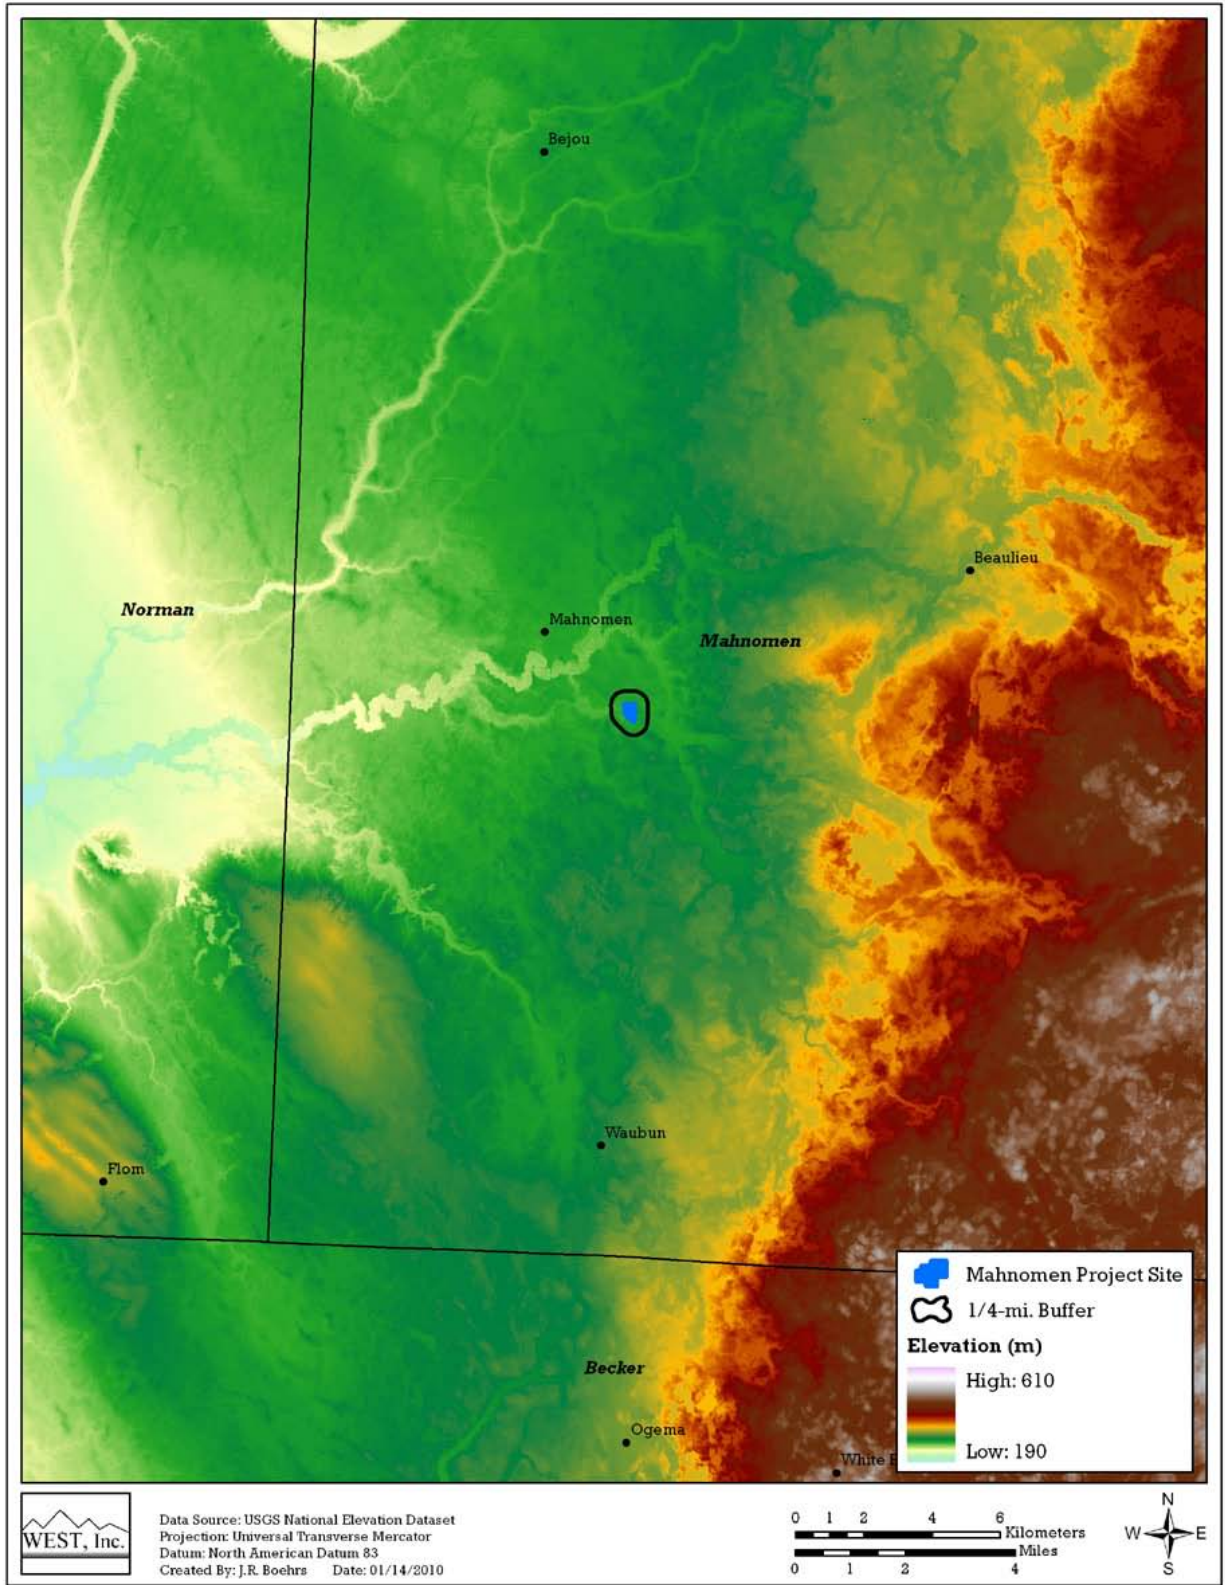 Bejou
Beaulieu
Norman
Mahnomen
Mahnomen
Waubun
Flom
Mahnomen Project Site
1/4-mi. Buffer
Elevation (m)
High: 610
Low: 190
Becker
Ogema
White
WEST, Inc.
Data Source: USGS National Elevation Dataset
Projection: Universal Transverse Mercator
Datum: North American Datum 83
Created By: J.R. Boehrs Date: 01/14/2010
0 1 2 4 6
Kilometers
Miles
0 1 2 4
N
W E
S